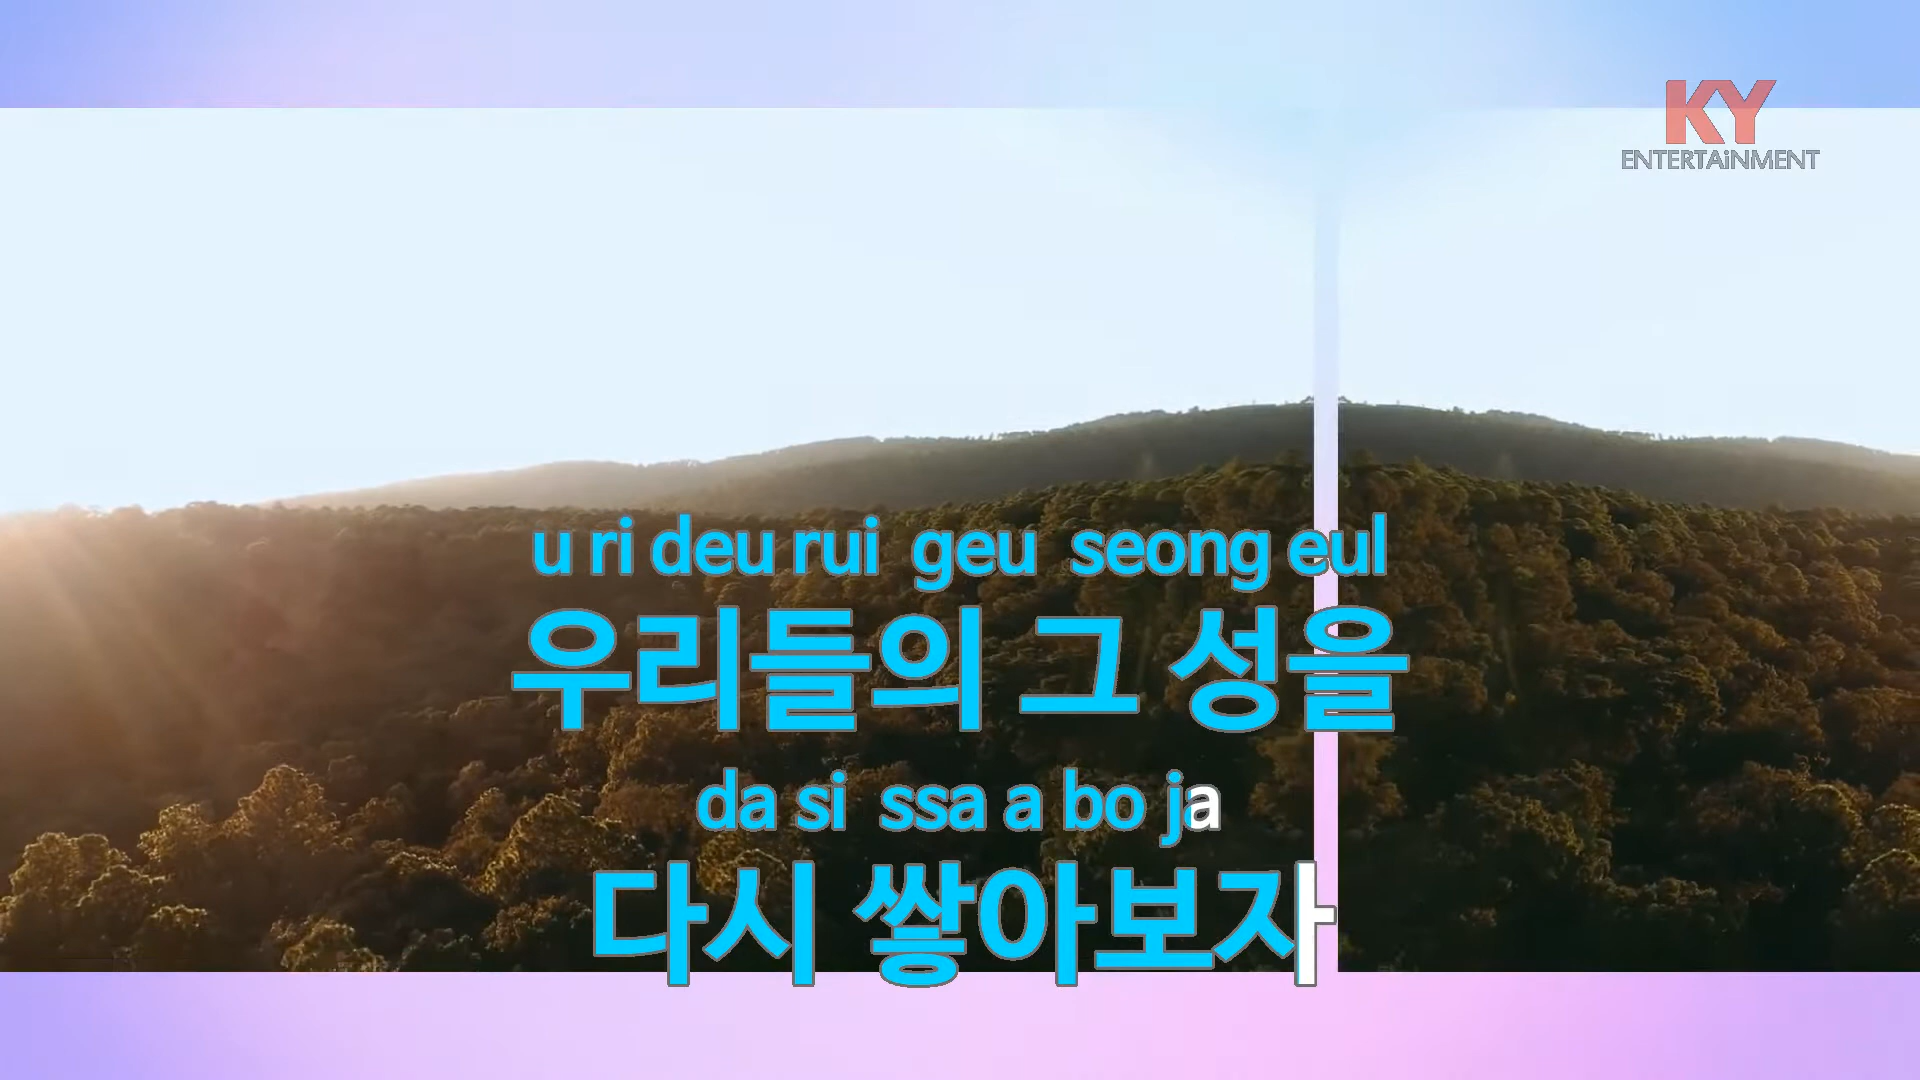 KY
ENTERTAiNMENT
u ri deu rui geu seong eul
우리들의 그 성을
da si ssa a bo ja
다시 쌓아보자